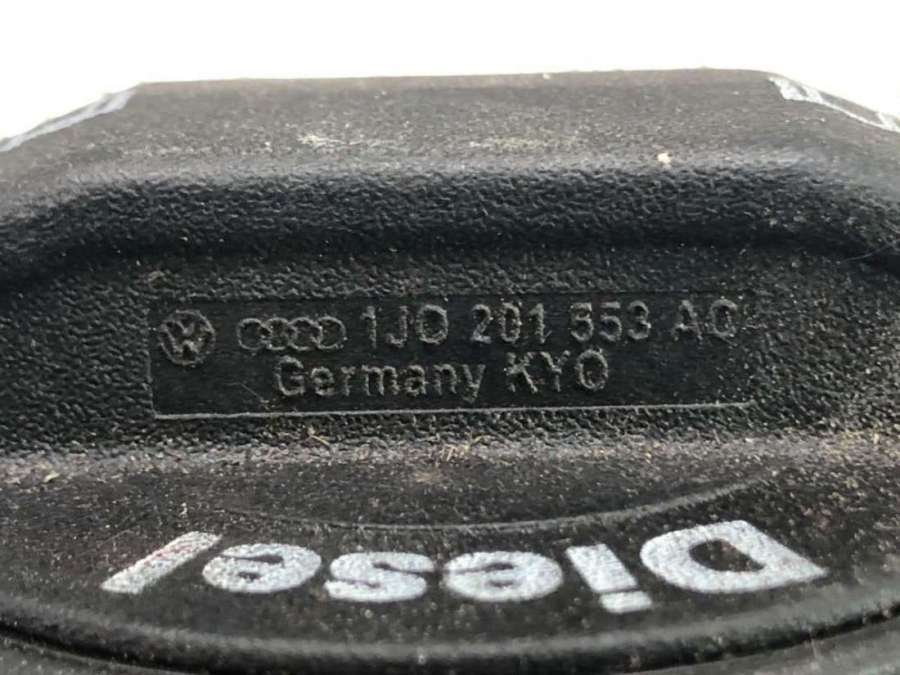 1J0 201 553 AQ
Germany KYO
Diesel